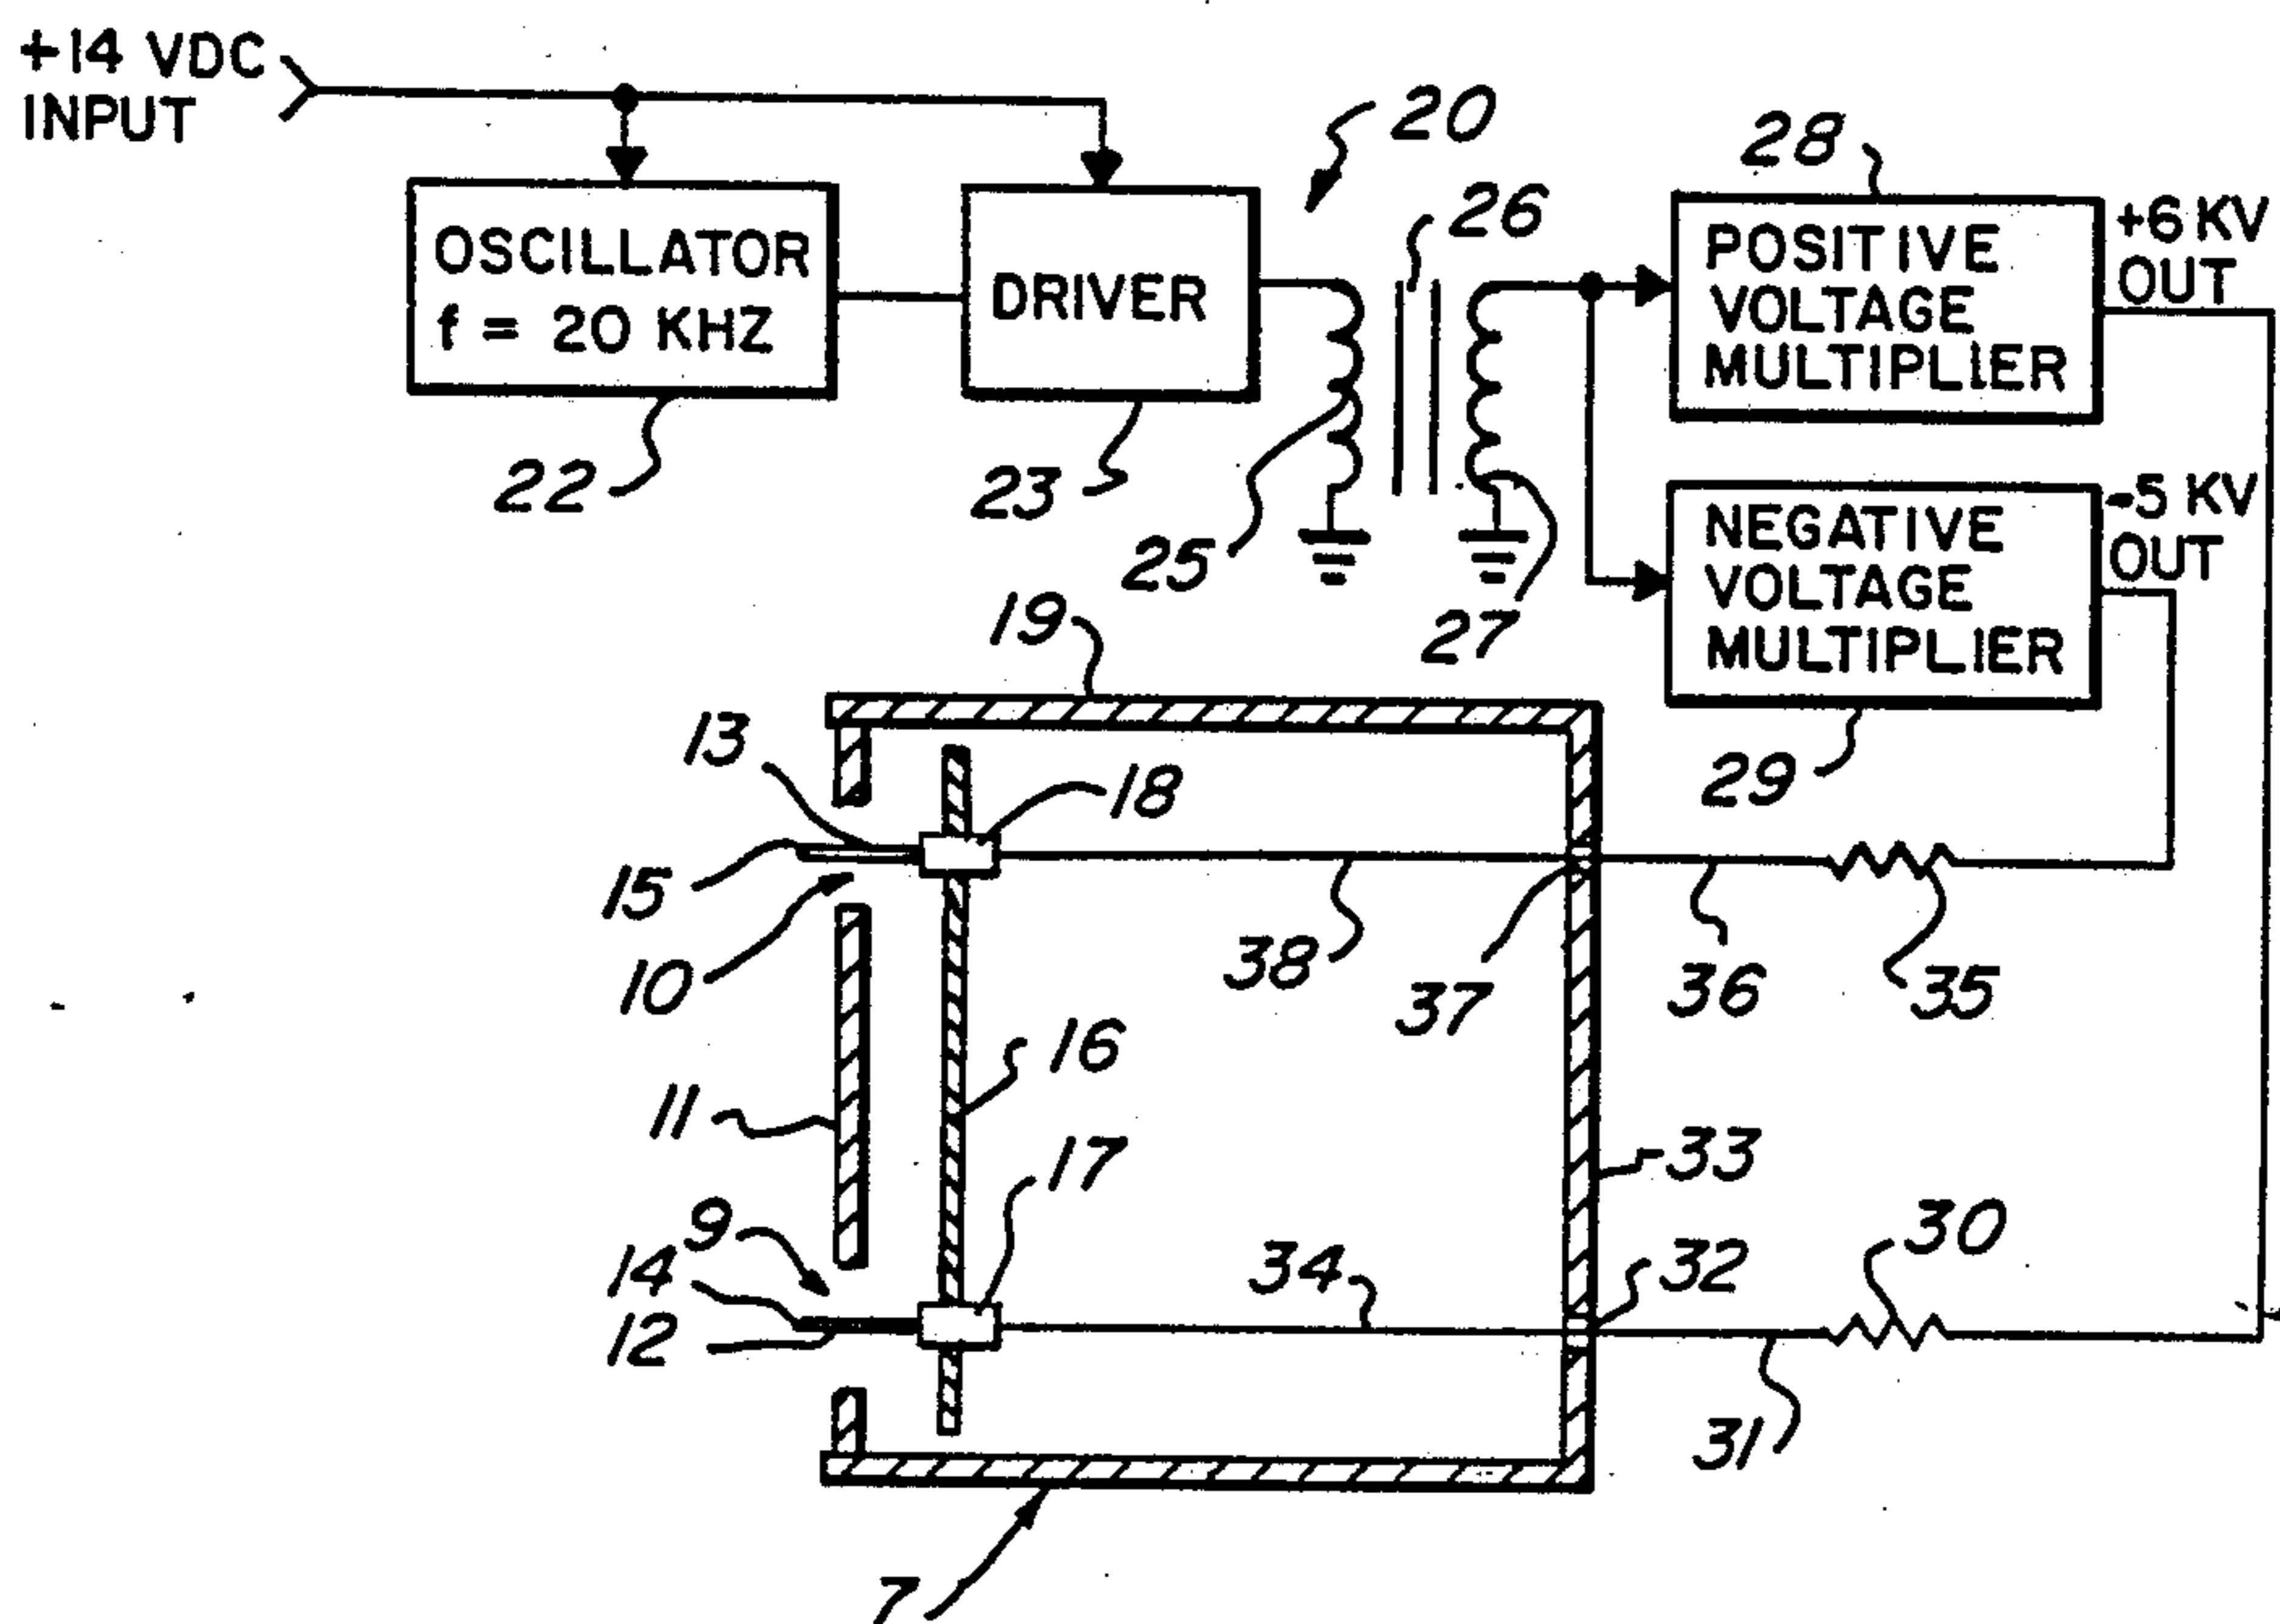 +14 VDC
INPUT
20
28
26
+6 KV
OUT
OSCILLATOR
f = 20 KHZ
DRIVER
POSITIVE
VOLTAGE
MULTIPLIER
22
23
25
27
-5 KV
OUT
NEGATIVE
VOLTAGE
MULTIPLIER
19
13
18
29
15
10
38
37
36
35
16
11
17
33
9
14
12
34
32
30
31
7